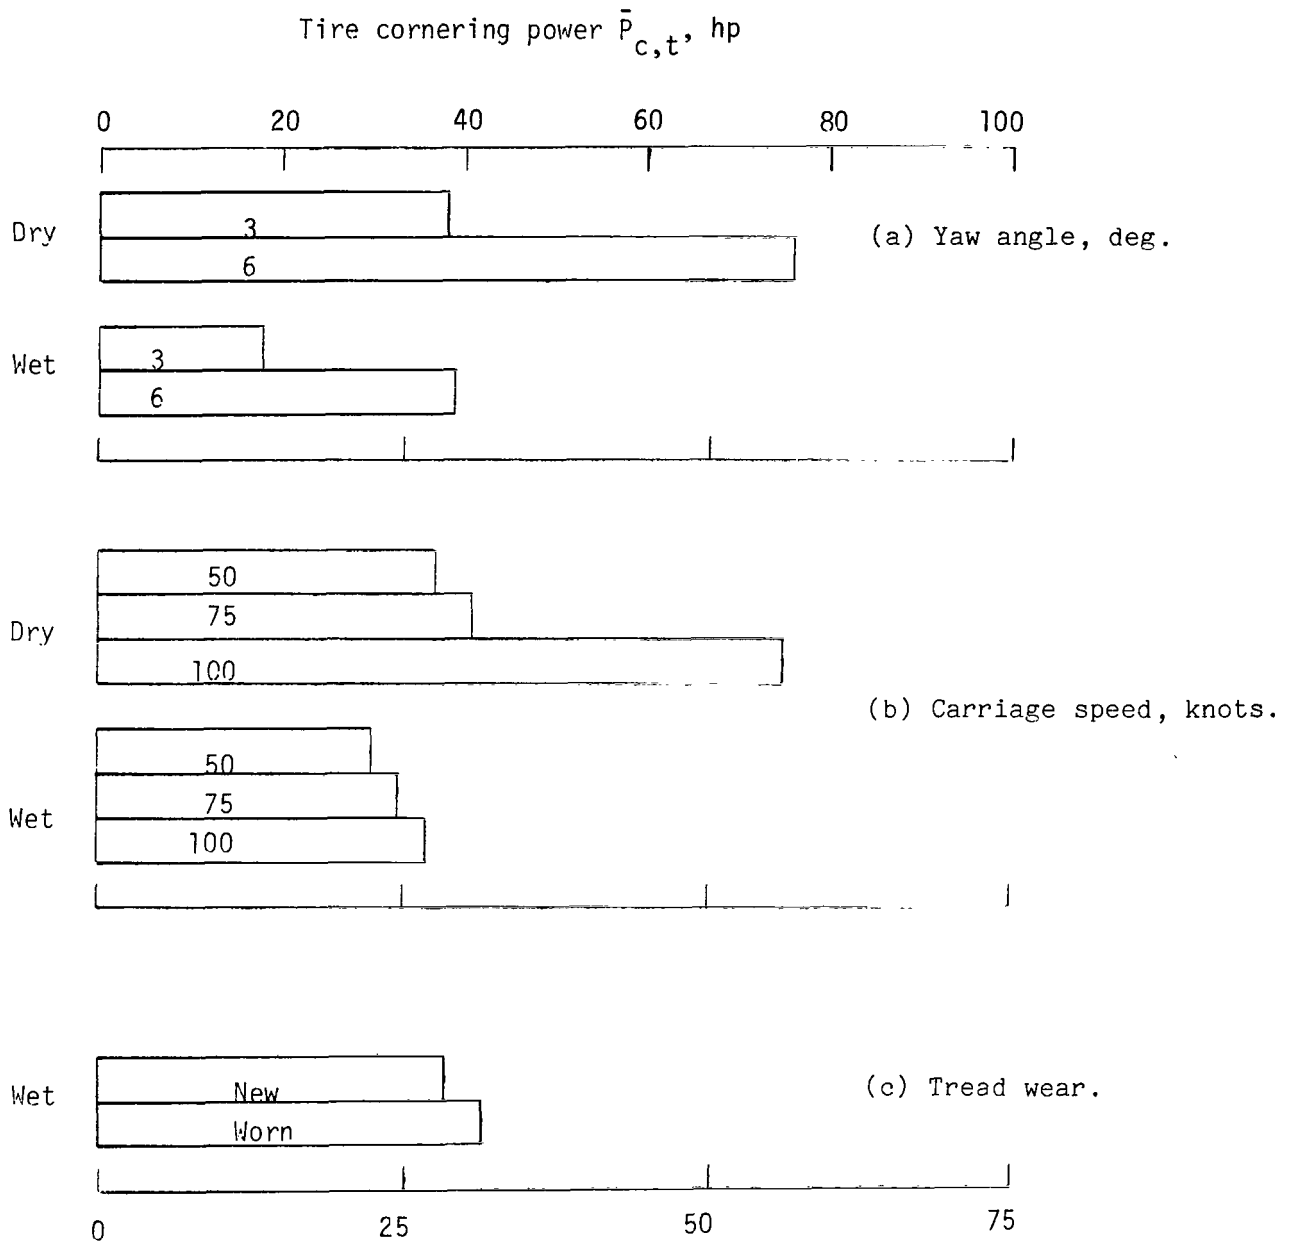 Tire cornering power P̄c,t, hp
0 20 40 60 80 100
Dry
3
6
(a) Yaw angle, deg.
Wet
3
6
Dry
50
75
100
(b) Carriage speed, knots.
Wet
50
75
100
Wet
New
Worn
(c) Tread wear.
0 25 50 75